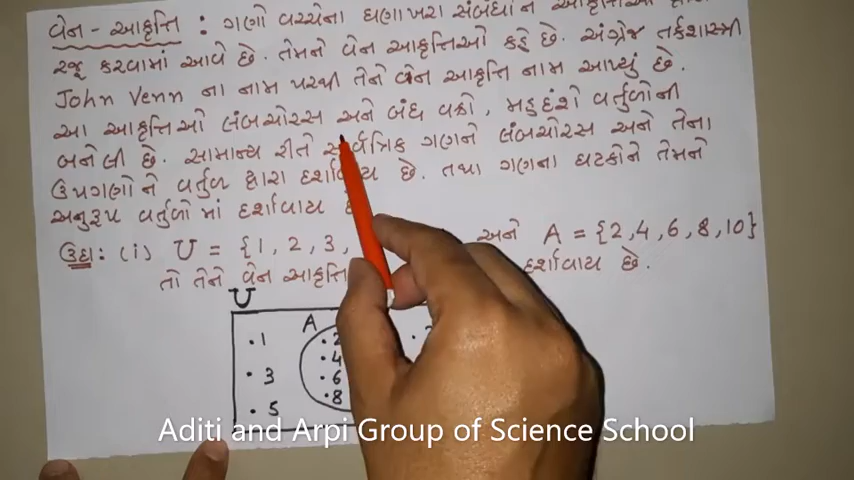 વેન - આકૃતિ : ગણો વચ્ચેના ઘણાખરા સંબંધોને આકૃતિઓ
રજૂ કરવામાં આવે છે. તેમને વેન આકૃતિઓ કહે છે. અંગ્રેજ તર્કશાસ્ત્રી
John Venn ના નામ પરથી તેને વેન આકૃતિ નામ આપ્યું છે.
આ આકૃતિઓ લંબચોરસ અને બંધ વક્રો, મહદઅંશે વર્તુળોની
બનેલી છે. સામાન્ય રીતે સાર્વત્રિક ગણને લંબચોરસ અને તેના
ઉપગણોને વર્તુળ દ્વારા દર્શાવાય છે. તથા ગણના ઘટકોને તેમને
અનુરૂપ વર્તુળોમાં દર્શાવાય
ઉદા: (i) U = {1, 2, 3, અને A = {2, 4, 6, 8, 10}
તો તેને વેન આકૃતિ દર્શાવાય છે.
U
A
.1
.3
.5
.2
.4
.6
.8
Aditi and Arpi Group of Science School